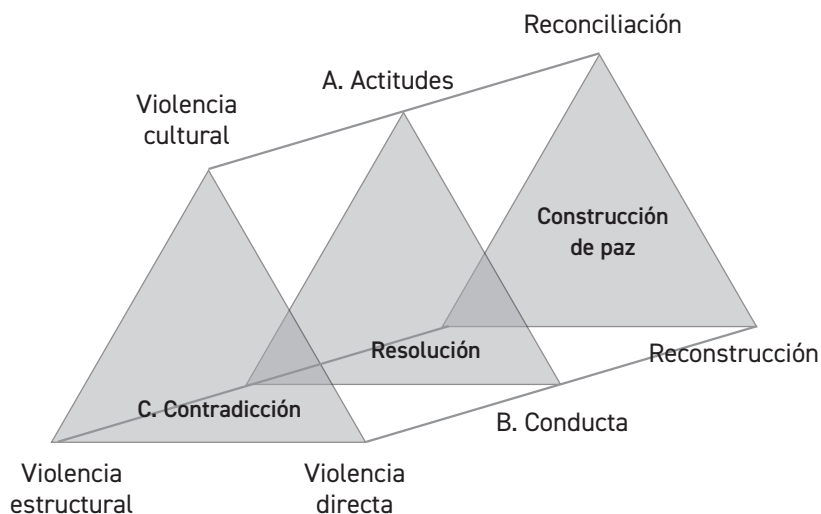 Reconciliación
A. Actitudes
Violencia
cultural
Construcción
de paz
Resolución
Reconstrucción
C. Contradicción
B. Conducta
Violencia
estructural
Violencia
directa